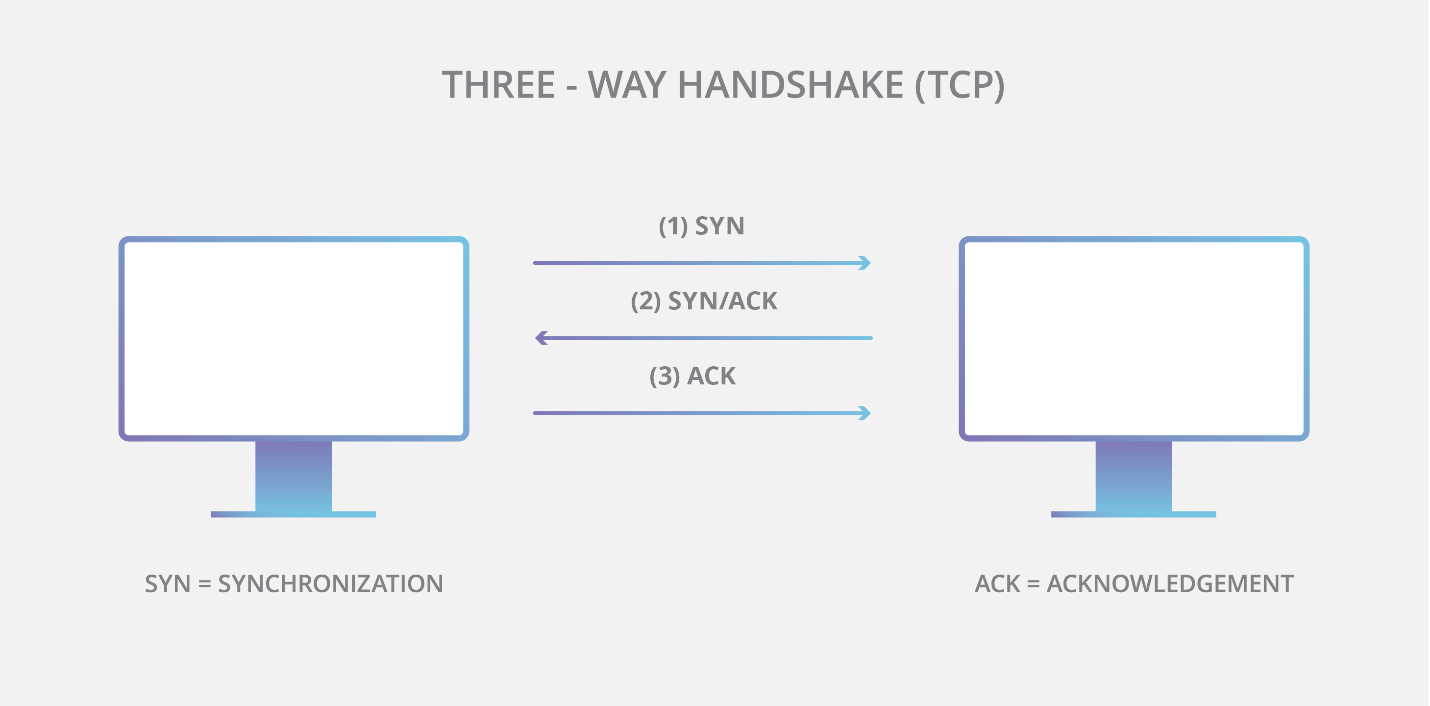 THREE - WAY HANDSHAKE (TCP)
(1) SYN
(2) SYN/ACK
(3) ACK
SYN = SYNCHRONIZATION
ACK = ACKNOWLEDGEMENT